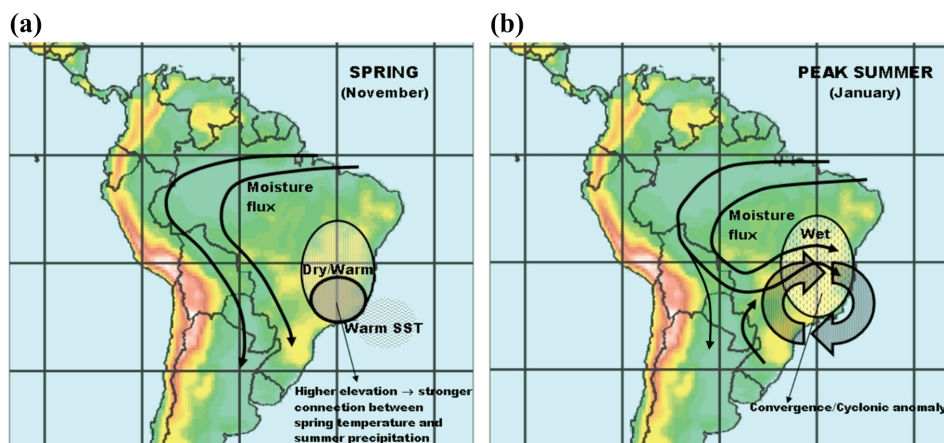 (a)
SPRING
(November)
Moisture
flux
Dry/Warm
Warm SST
Higher elevation → stronger
connection between
spring temperature and
summer precipitation
(b)
PEAK SUMMER
(January)
Moisture
flux
Wet
Convergence/Cyclonic anomaly